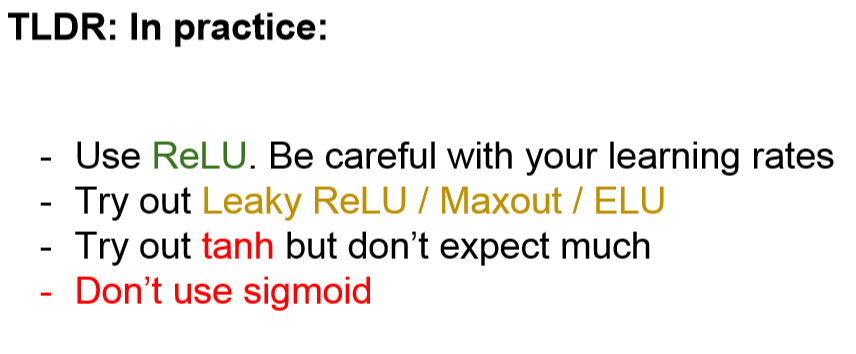 TLDR: In practice:
- Use ReLU. Be careful with your learning rates
- Try out Leaky ReLU / Maxout / ELU
- Try out tanh but don’t expect much
- Don’t use sigmoid